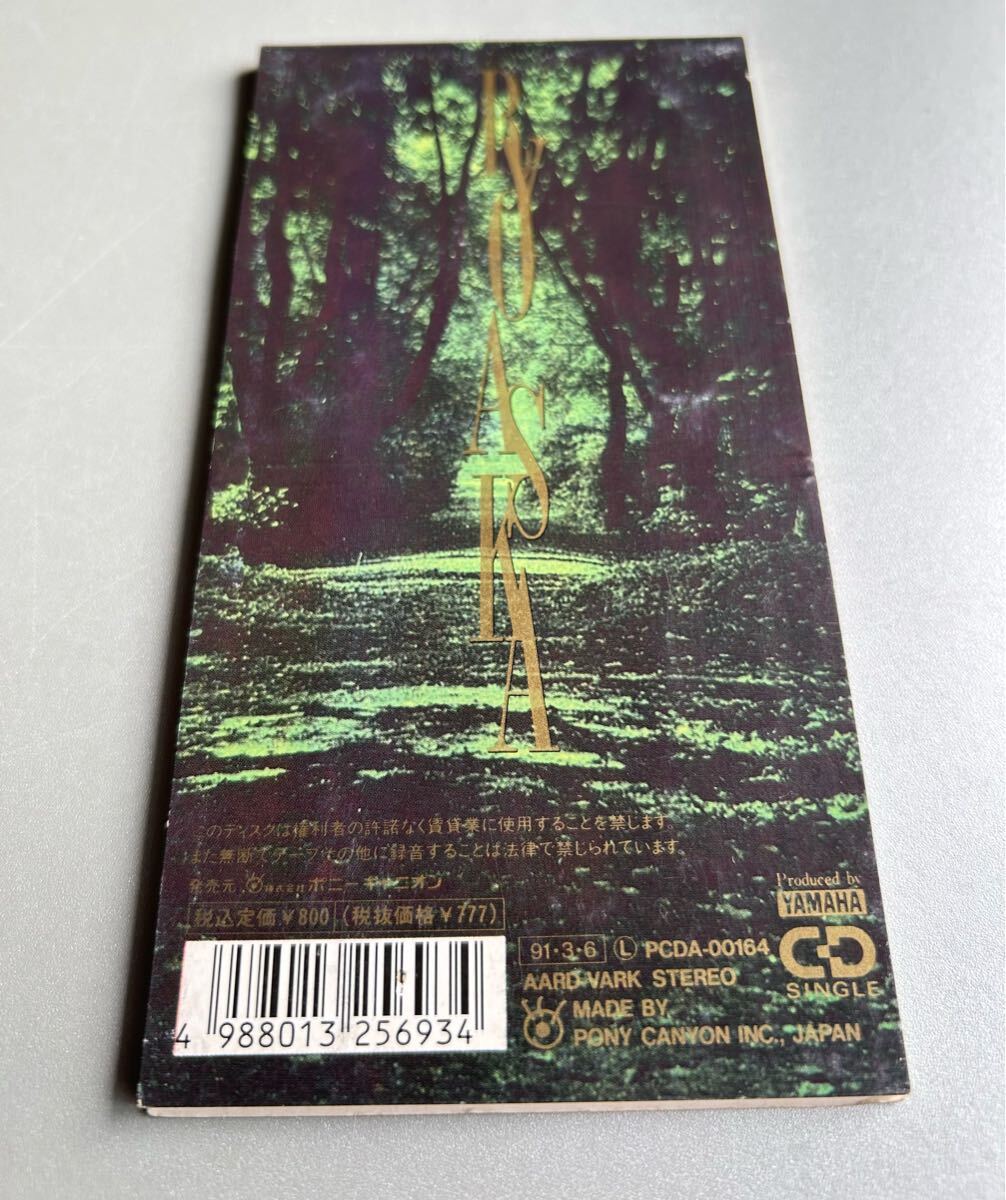 RYO ASKA
このディスクは権利者の許諾なく賃貸業に使用することを禁じます。
また無断でテープその他に録音することは法律で禁じられています。
発売元 株式会社ポニーキャニオン
税込定価¥800 (税抜価格¥777)
Produced by
YAMAHA
CD
SINGLE
91・3・6 Ⓛ PCDA-00164
AARD-VARK STEREO
MADE BY
PONY CANYON INC., JAPAN
4 988013 256934